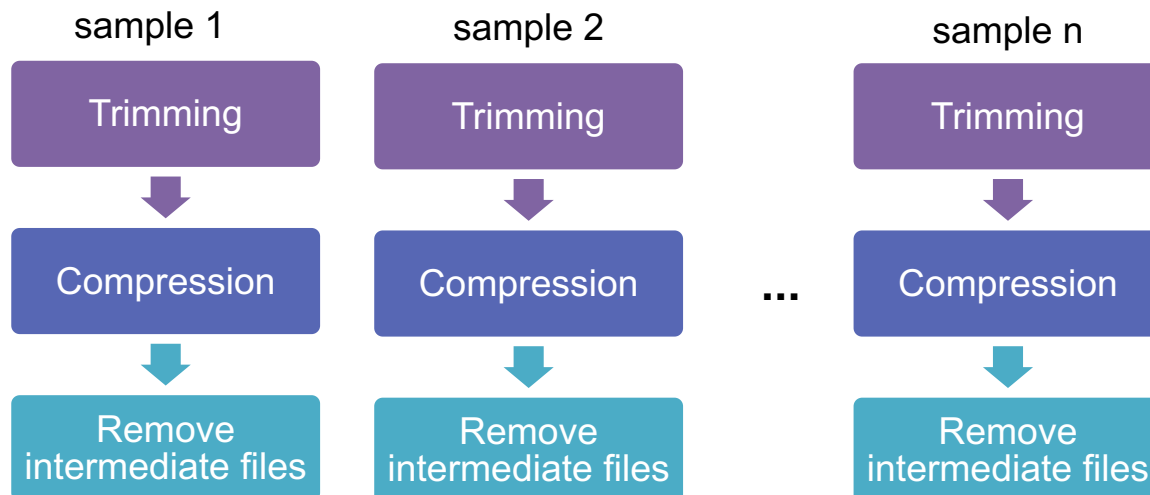 sample 1
sample 2
sample n
Trimming
Trimming
Trimming
Compression
Compression
...
Compression
Remove
intermediate files
Remove
intermediate files
Remove
intermediate files